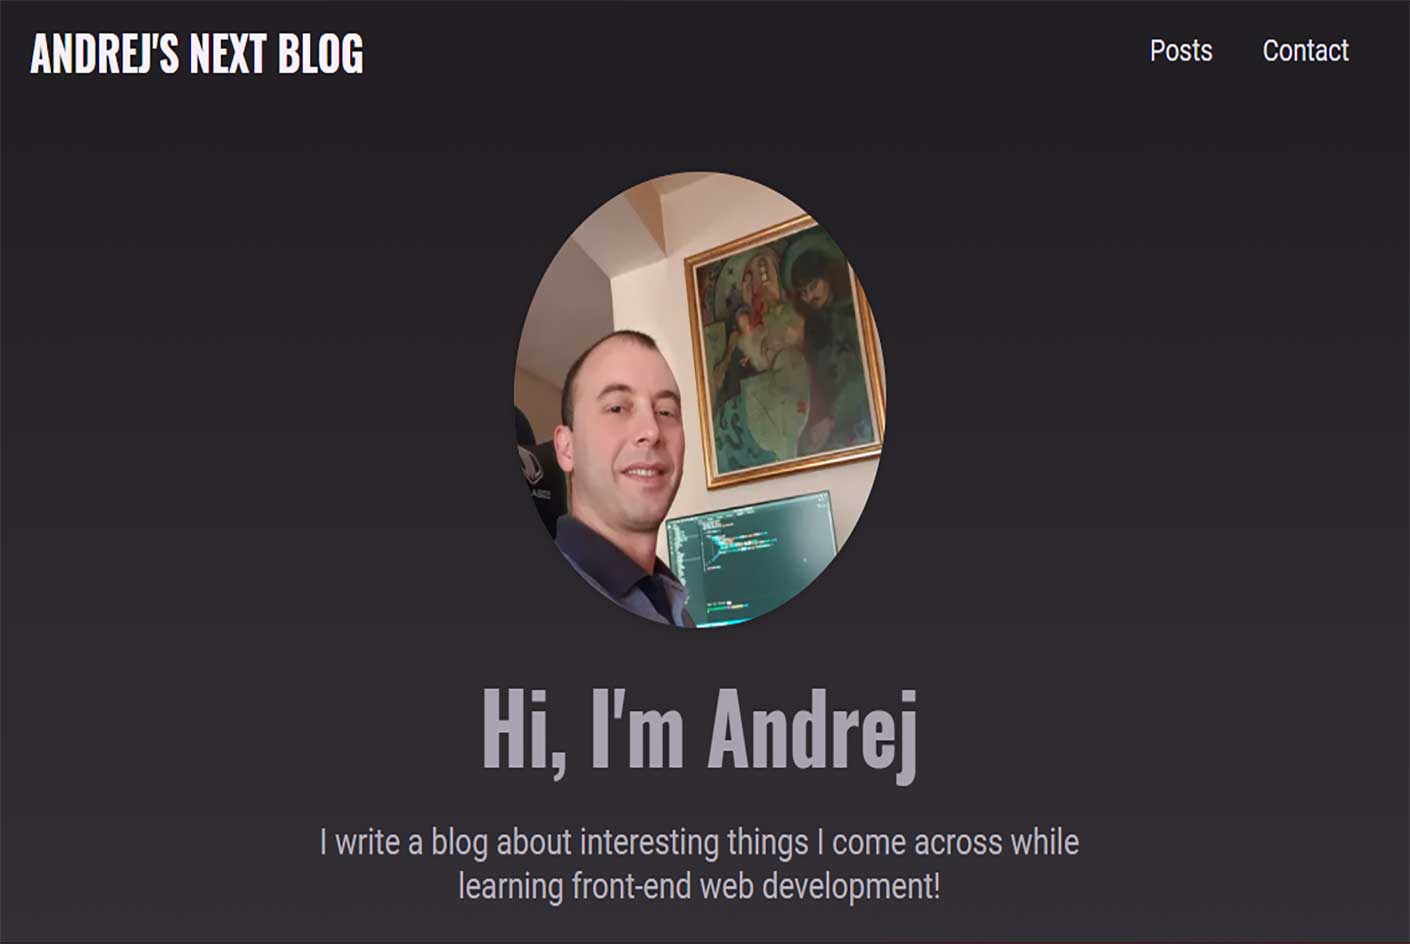 ANDREJ'S NEXT BLOG
Posts
Contact
Hi, I'm Andrej
I write a blog about interesting things I come across while
learning front-end web development!